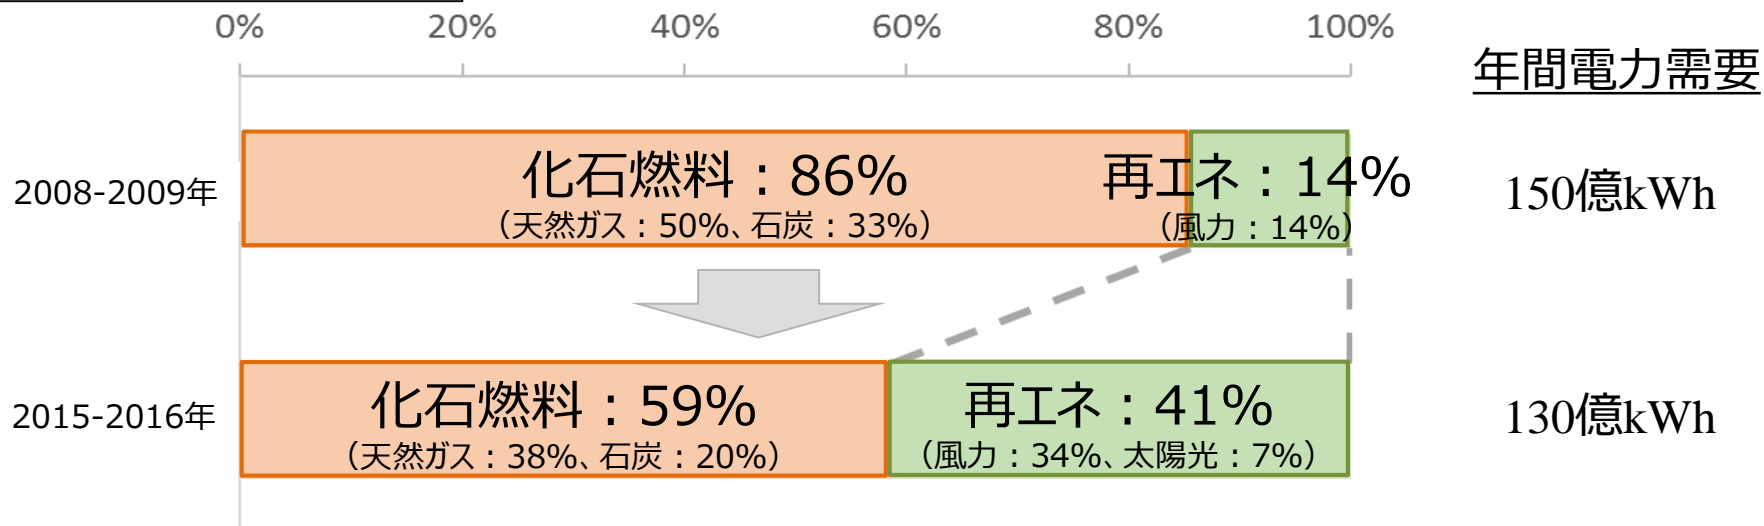 0% 20% 40% 60% 80% 100%
年間電力需要
2008-2009年
化石燃料：86%
（天然ガス：50%、石炭：33%）
再エネ：14%
（風力：14%）
150億kWh
2015-2016年
化石燃料：59%
（天然ガス：38%、石炭：20%）
再エネ：41%
（風力：34%、太陽光：7%）
130億kWh